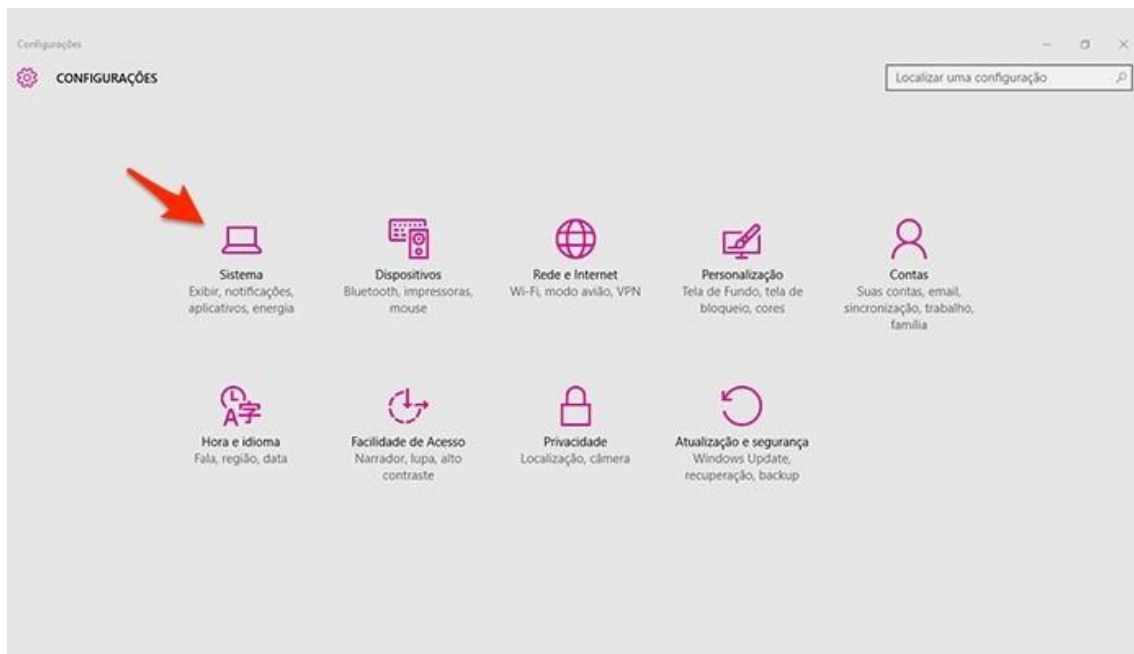 Configurações
CONFIGURAÇÕES
Localizar uma configuração
Sistema
Exibir, notificações,
aplicativos, energia
Dispositivos
Bluetooth, impressoras,
mouse
Rede e Internet
Wi-Fi, modo avião, VPN
Personalização
Tela de Fundo, tela de
bloqueio, cores
Contas
Suas contas, email,
sincronização, trabalho,
família
A字
Hora e idioma
Fala, região, data
Facilidade de Acesso
Narrador, lupa, alto
contraste
Privacidade
Localização, câmera
Atualização e segurança
Windows Update,
recuperação, backup